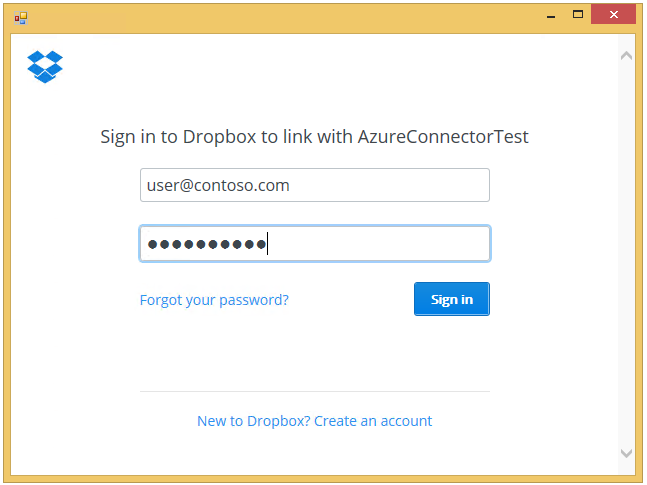 Sign in to Dropbox to link with AzureConnectorTest
user@contoso.com
●●●●●●●●●●
Forgot your password?
Sign in
New to Dropbox? Create an account